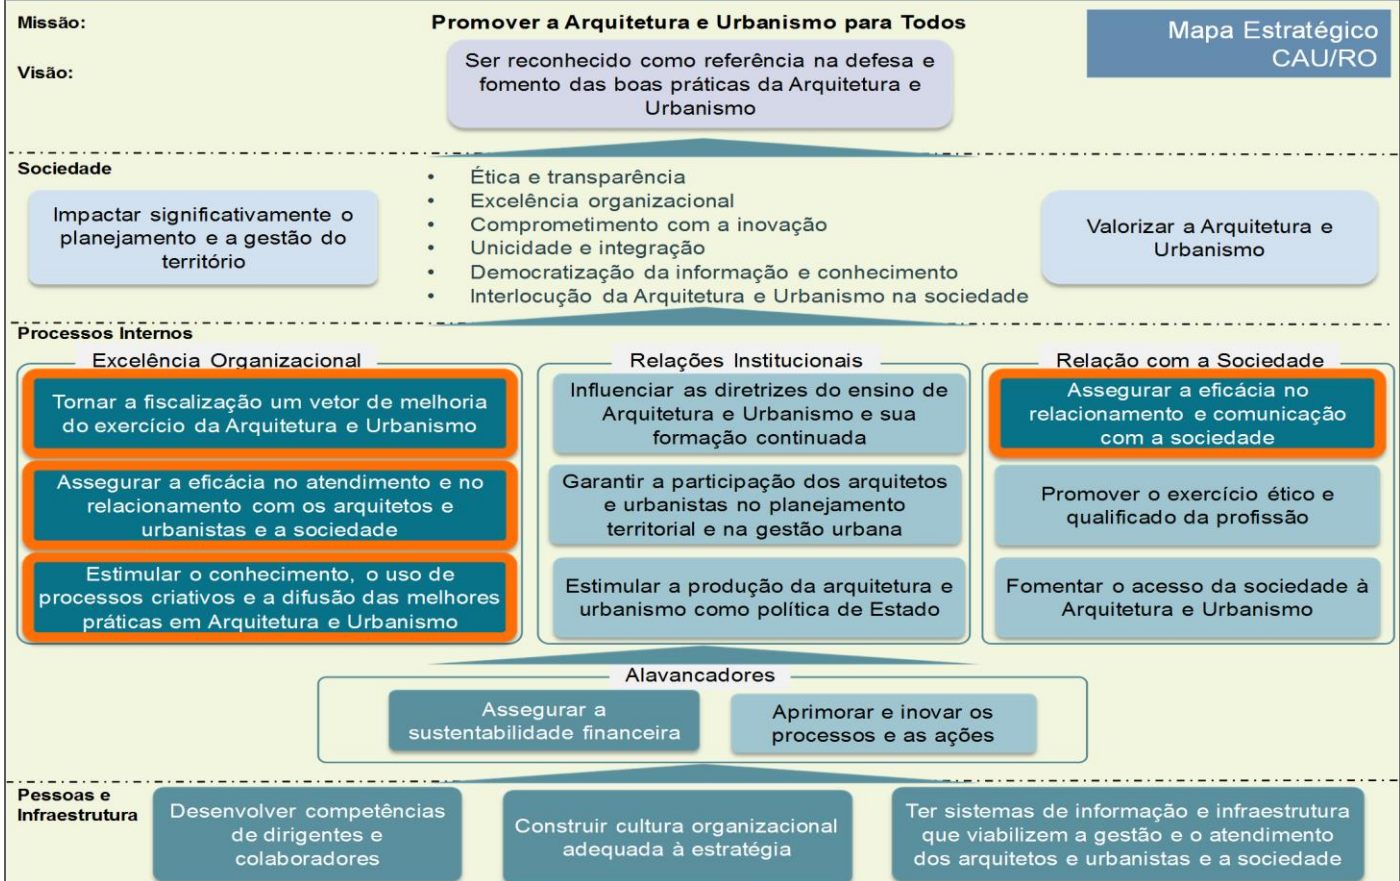 Missão:
Promover a Arquitetura e Urbanismo para Todos
Mapa Estratégico
CAU/RO
Visão:
Ser reconhecido como referência na defesa e
fomento das boas práticas da Arquitetura e
Urbanismo
Sociedade
Impactar significativamente o
planejamento e a gestão do
território
• Ética e transparência
• Excelência organizacional
• Comprometimento com a inovação
• Unicidade e integração
• Democratização da informação e conhecimento
• Interlocução da Arquitetura e Urbanismo na sociedade
Valorizar a Arquitetura e
Urbanismo
Processos Internos
Excelência Organizacional
Tornar a fiscalização um vetor de melhoria
do exercício da Arquitetura e Urbanismo
Assegurar a eficácia no atendimento e no
relacionamento com os arquitetos e
urbanistas e a sociedade
Estimular o conhecimento, o uso de
processos criativos e a difusão das melhores
práticas em Arquitetura e Urbanismo
Relações Institucionais
Influenciar as diretrizes do ensino de
Arquitetura e Urbanismo e sua
formação continuada
Garantir a participação dos arquitetos
e urbanistas no planejamento
territorial e na gestão urbana
Estimular a produção da arquitetura e
urbanismo como política de Estado
Relação com a Sociedade
Assegurar a eficácia no
relacionamento e comunicação
com a sociedade
Promover o exercício ético e
qualificado da profissão
Fomentar o acesso da sociedade à
Arquitetura e Urbanismo
Alavancadores
Assegurar a
sustentabilidade financeira
Aprimorar e inovar os
processos e as ações
Pessoas e
Infraestrutura
Desenvolver competências
de dirigentes e
colaboradores
Construir cultura organizacional
adequada à estratégia
Ter sistemas de informação e infraestrutura
que viabilizem a gestão e o atendimento
dos arquitetos e urbanistas e a sociedade